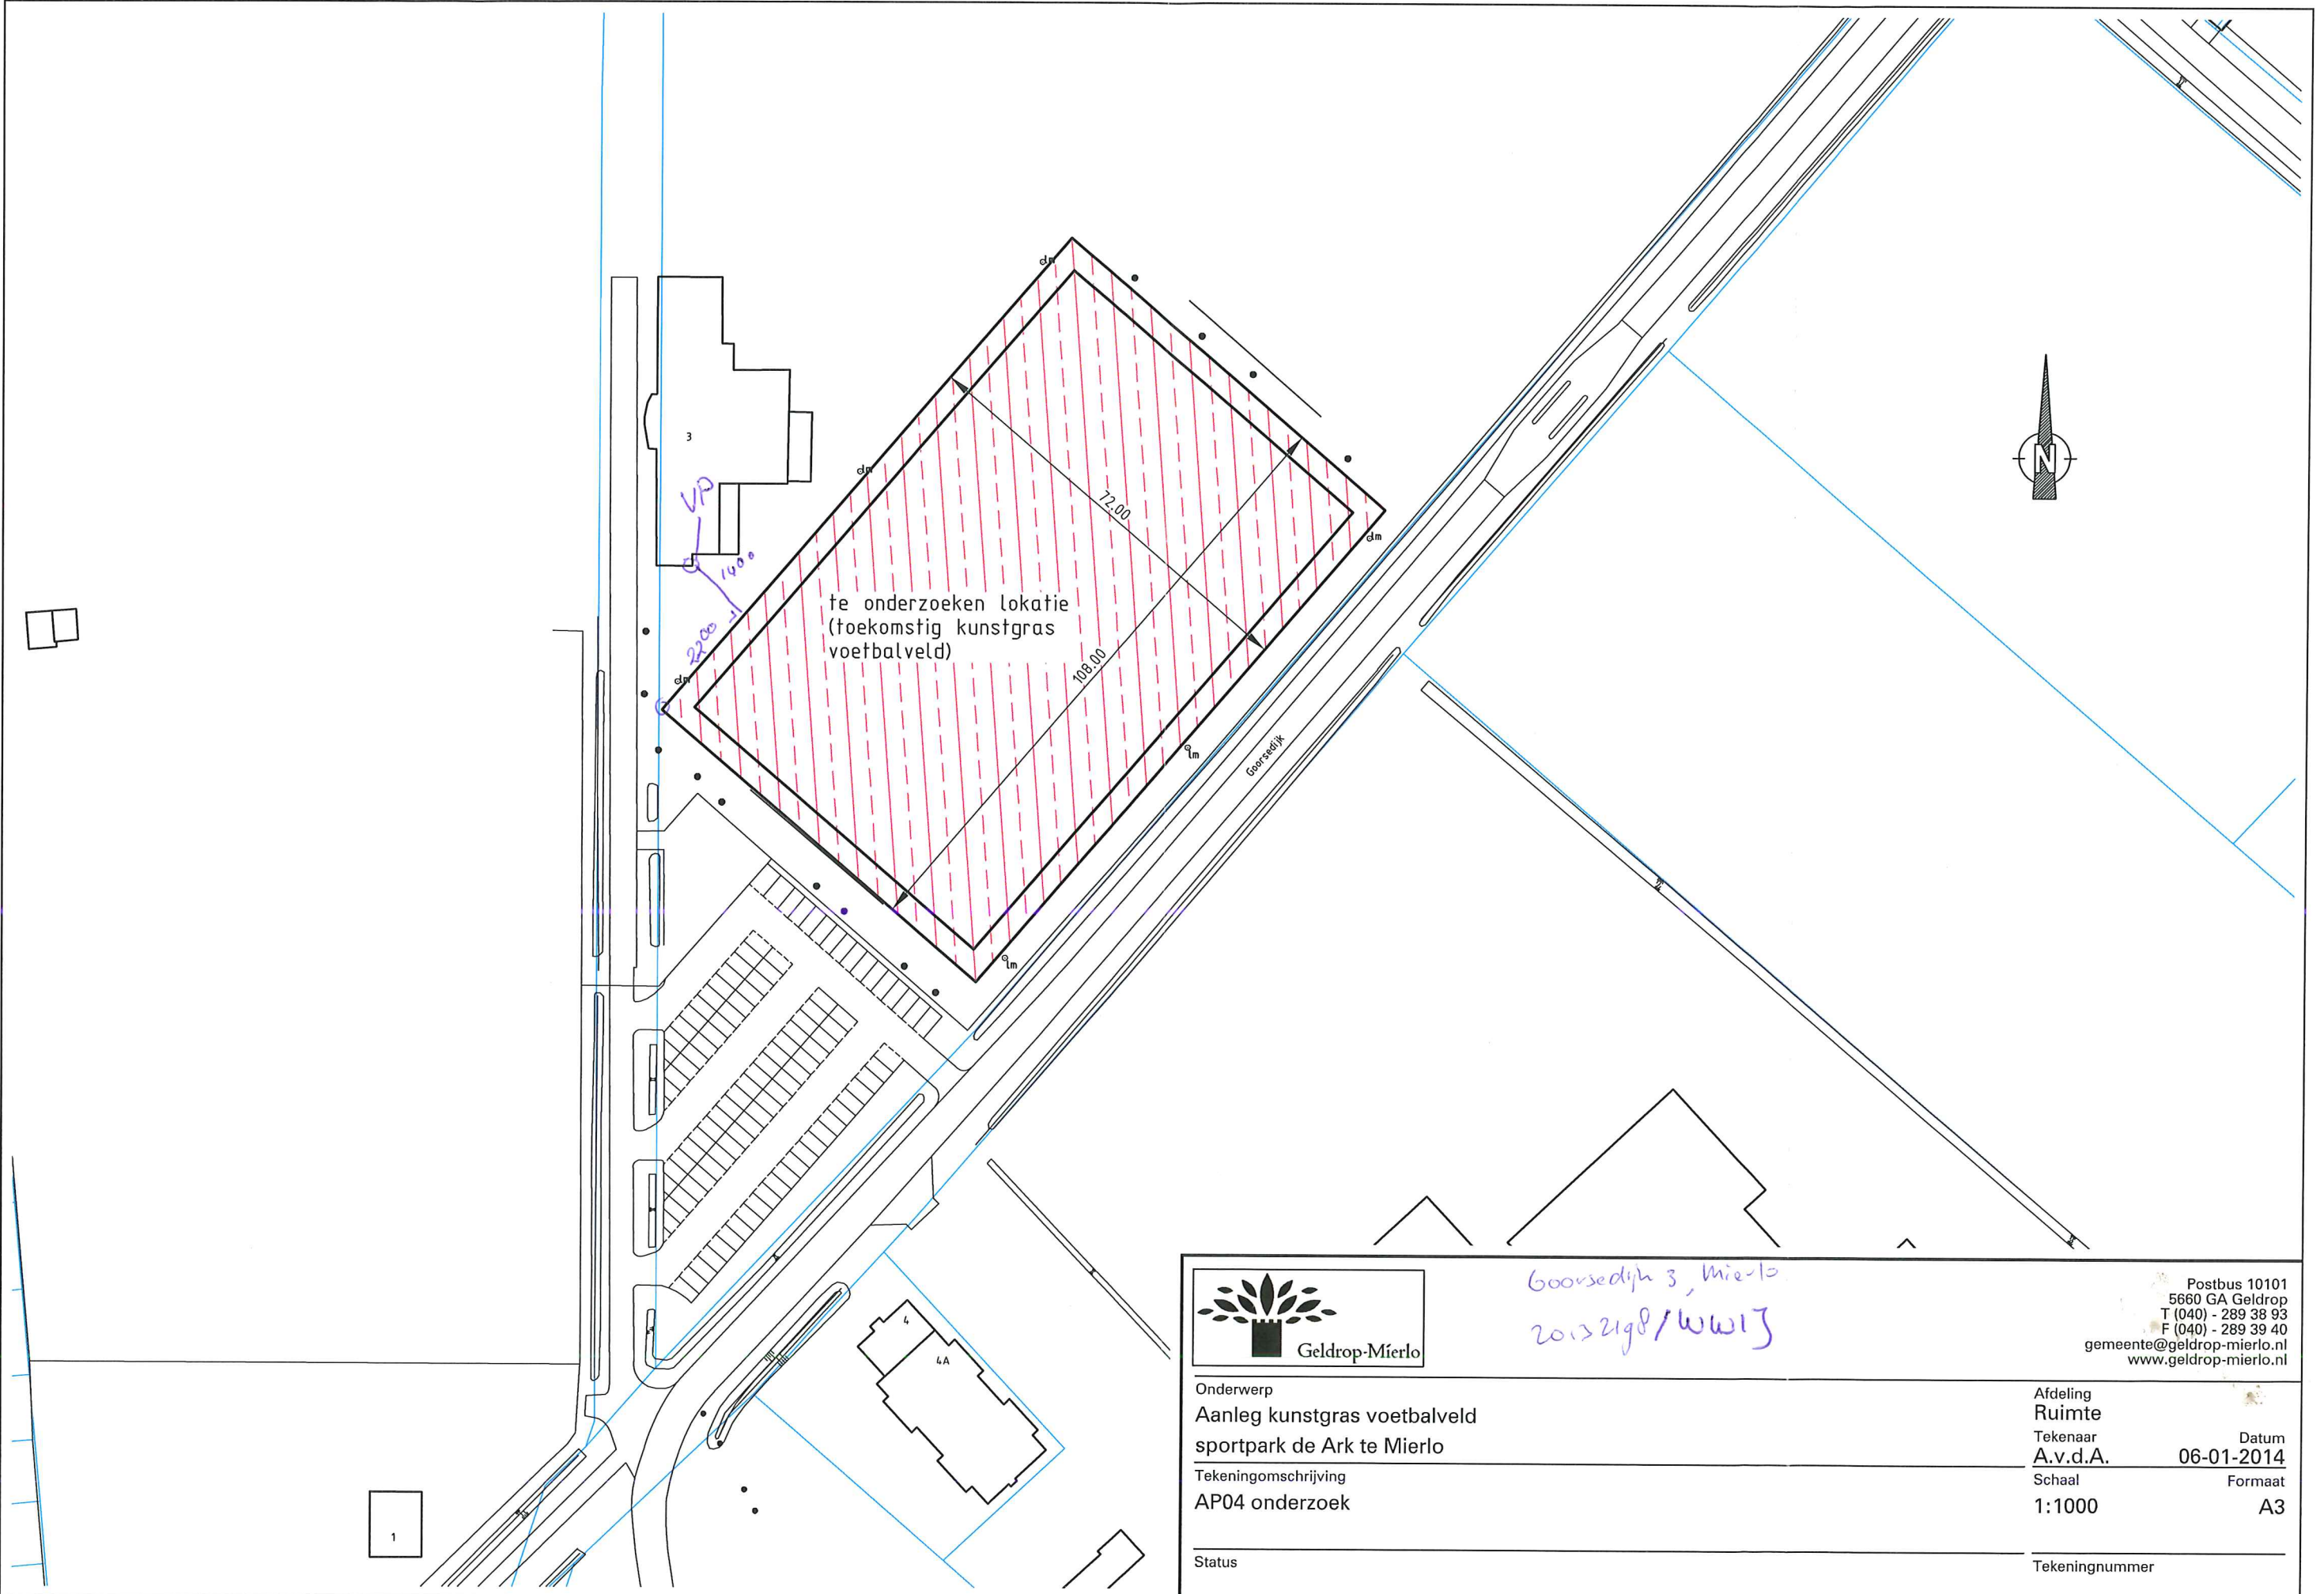 dm
dm
3
VP
1400
2200
72.00
dm
te onderzoeken lokatie
(toekomstig kunstgras
voetbalveld)
108.00
dm
N
lm
Goorsedijk
lm
4
4A
1
Geldrop-Mierlo
Goorsedijk 3, Mierlo
20132198/WWIJ
Postbus 10101
5660 GA Geldrop
T (040) - 289 38 93
F (040) - 289 39 40
gemeente@geldrop-mierlo.nl
www.geldrop-mierlo.nl
Onderwerp
Aanleg kunstgras voetbalveld
sportpark de Ark te Mierlo
Afdeling
Ruimte
Tekenaar
A.v.d.A.
Datum
06-01-2014
Tekeningomschrijving
AP04 onderzoek
Schaal
1:1000
Formaat
A3
Status
Tekeningnummer